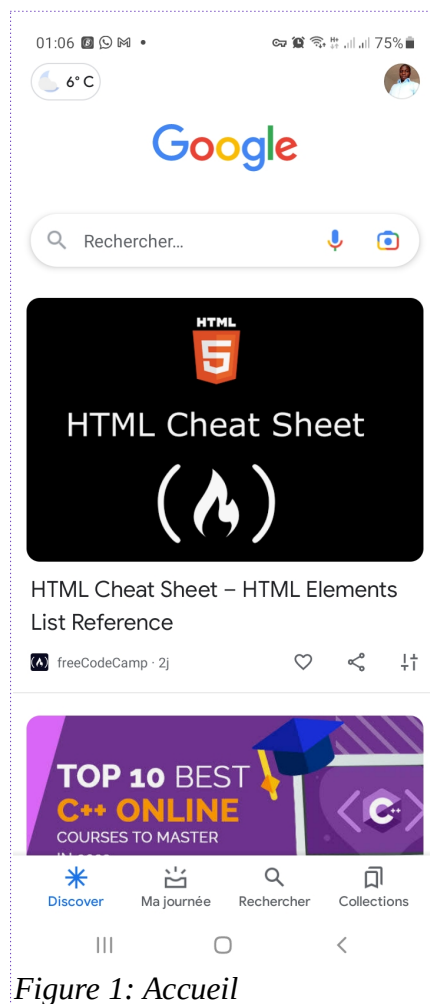 01:06 75%
6° C
Google
Rechercher...
HTML
5
HTML Cheat Sheet
HTML Cheat Sheet – HTML Elements
List Reference
freeCodeCamp · 2j
TOP 10 BEST
C++ ONLINE
COURSES TO MASTER
C++
Discover Ma journée Rechercher Collections
Figure 1: Accueil